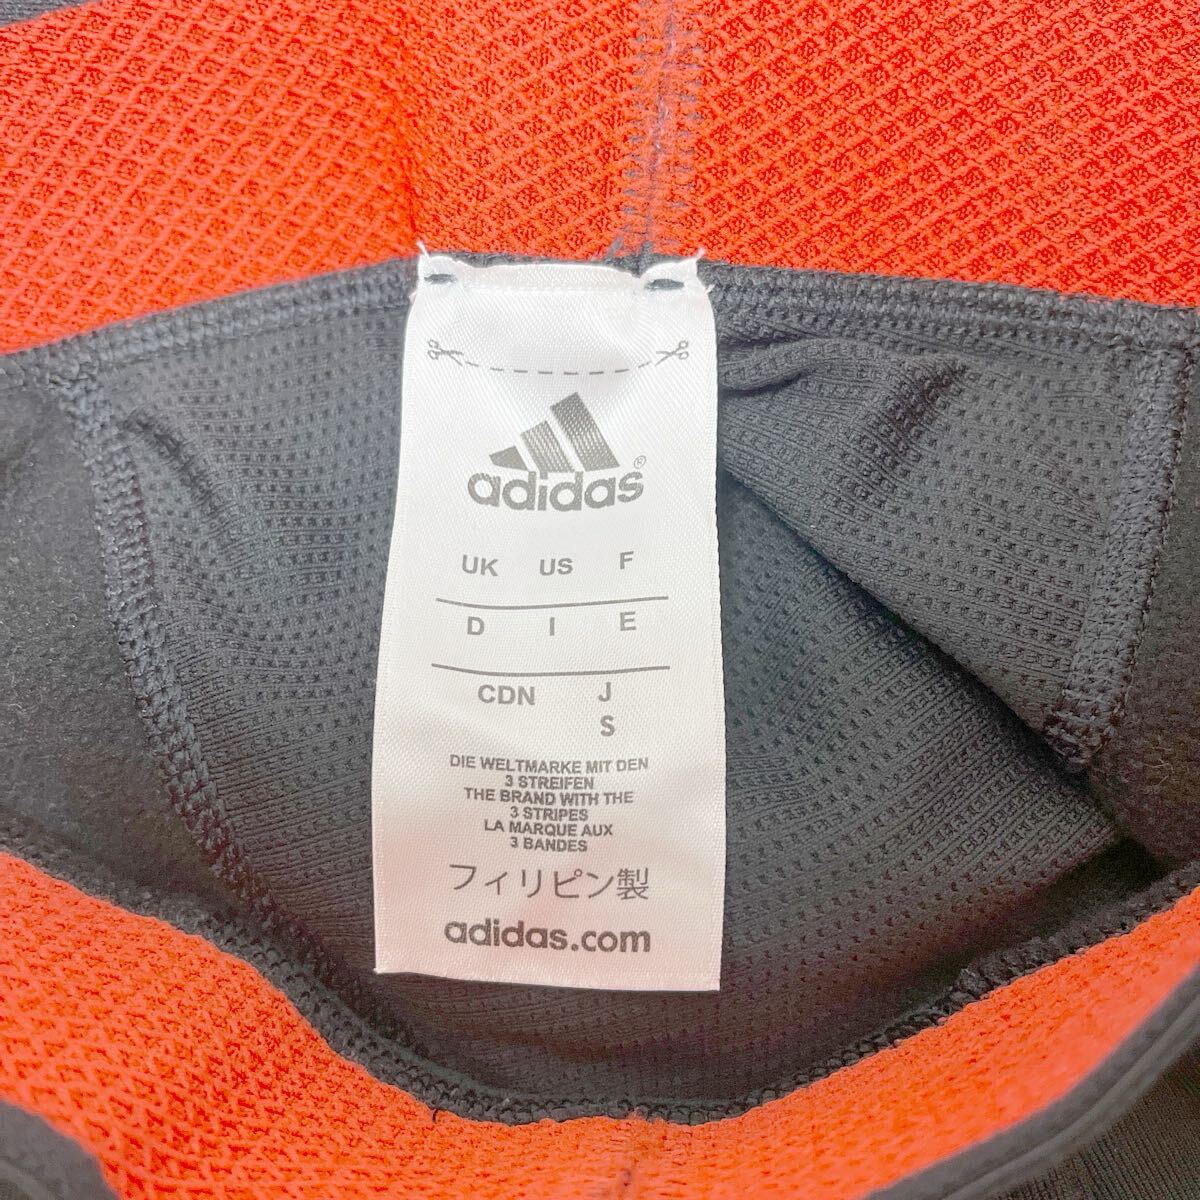 adidas®
UK US F
D I E
CDN J
S
DIE WELTMARKE MIT DEN
3 STREIFEN
THE BRAND WITH THE
3 STRIPES
LA MARQUE AUX
3 BANDES
フィリピン製
adidas.com